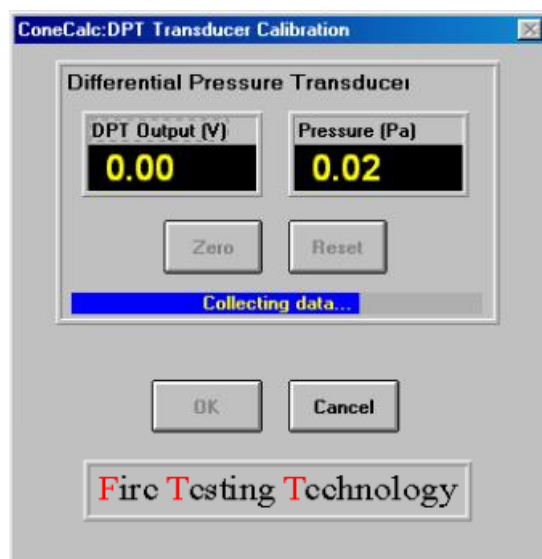 ConeCalc:DPT Transducer Calibration
Differential Pressure Transducer
DPT Output (V) Pressure (Pa)
0.00 0.02
Zero Reset
Collecting data...
OK Cancel
Fire Testing Technology